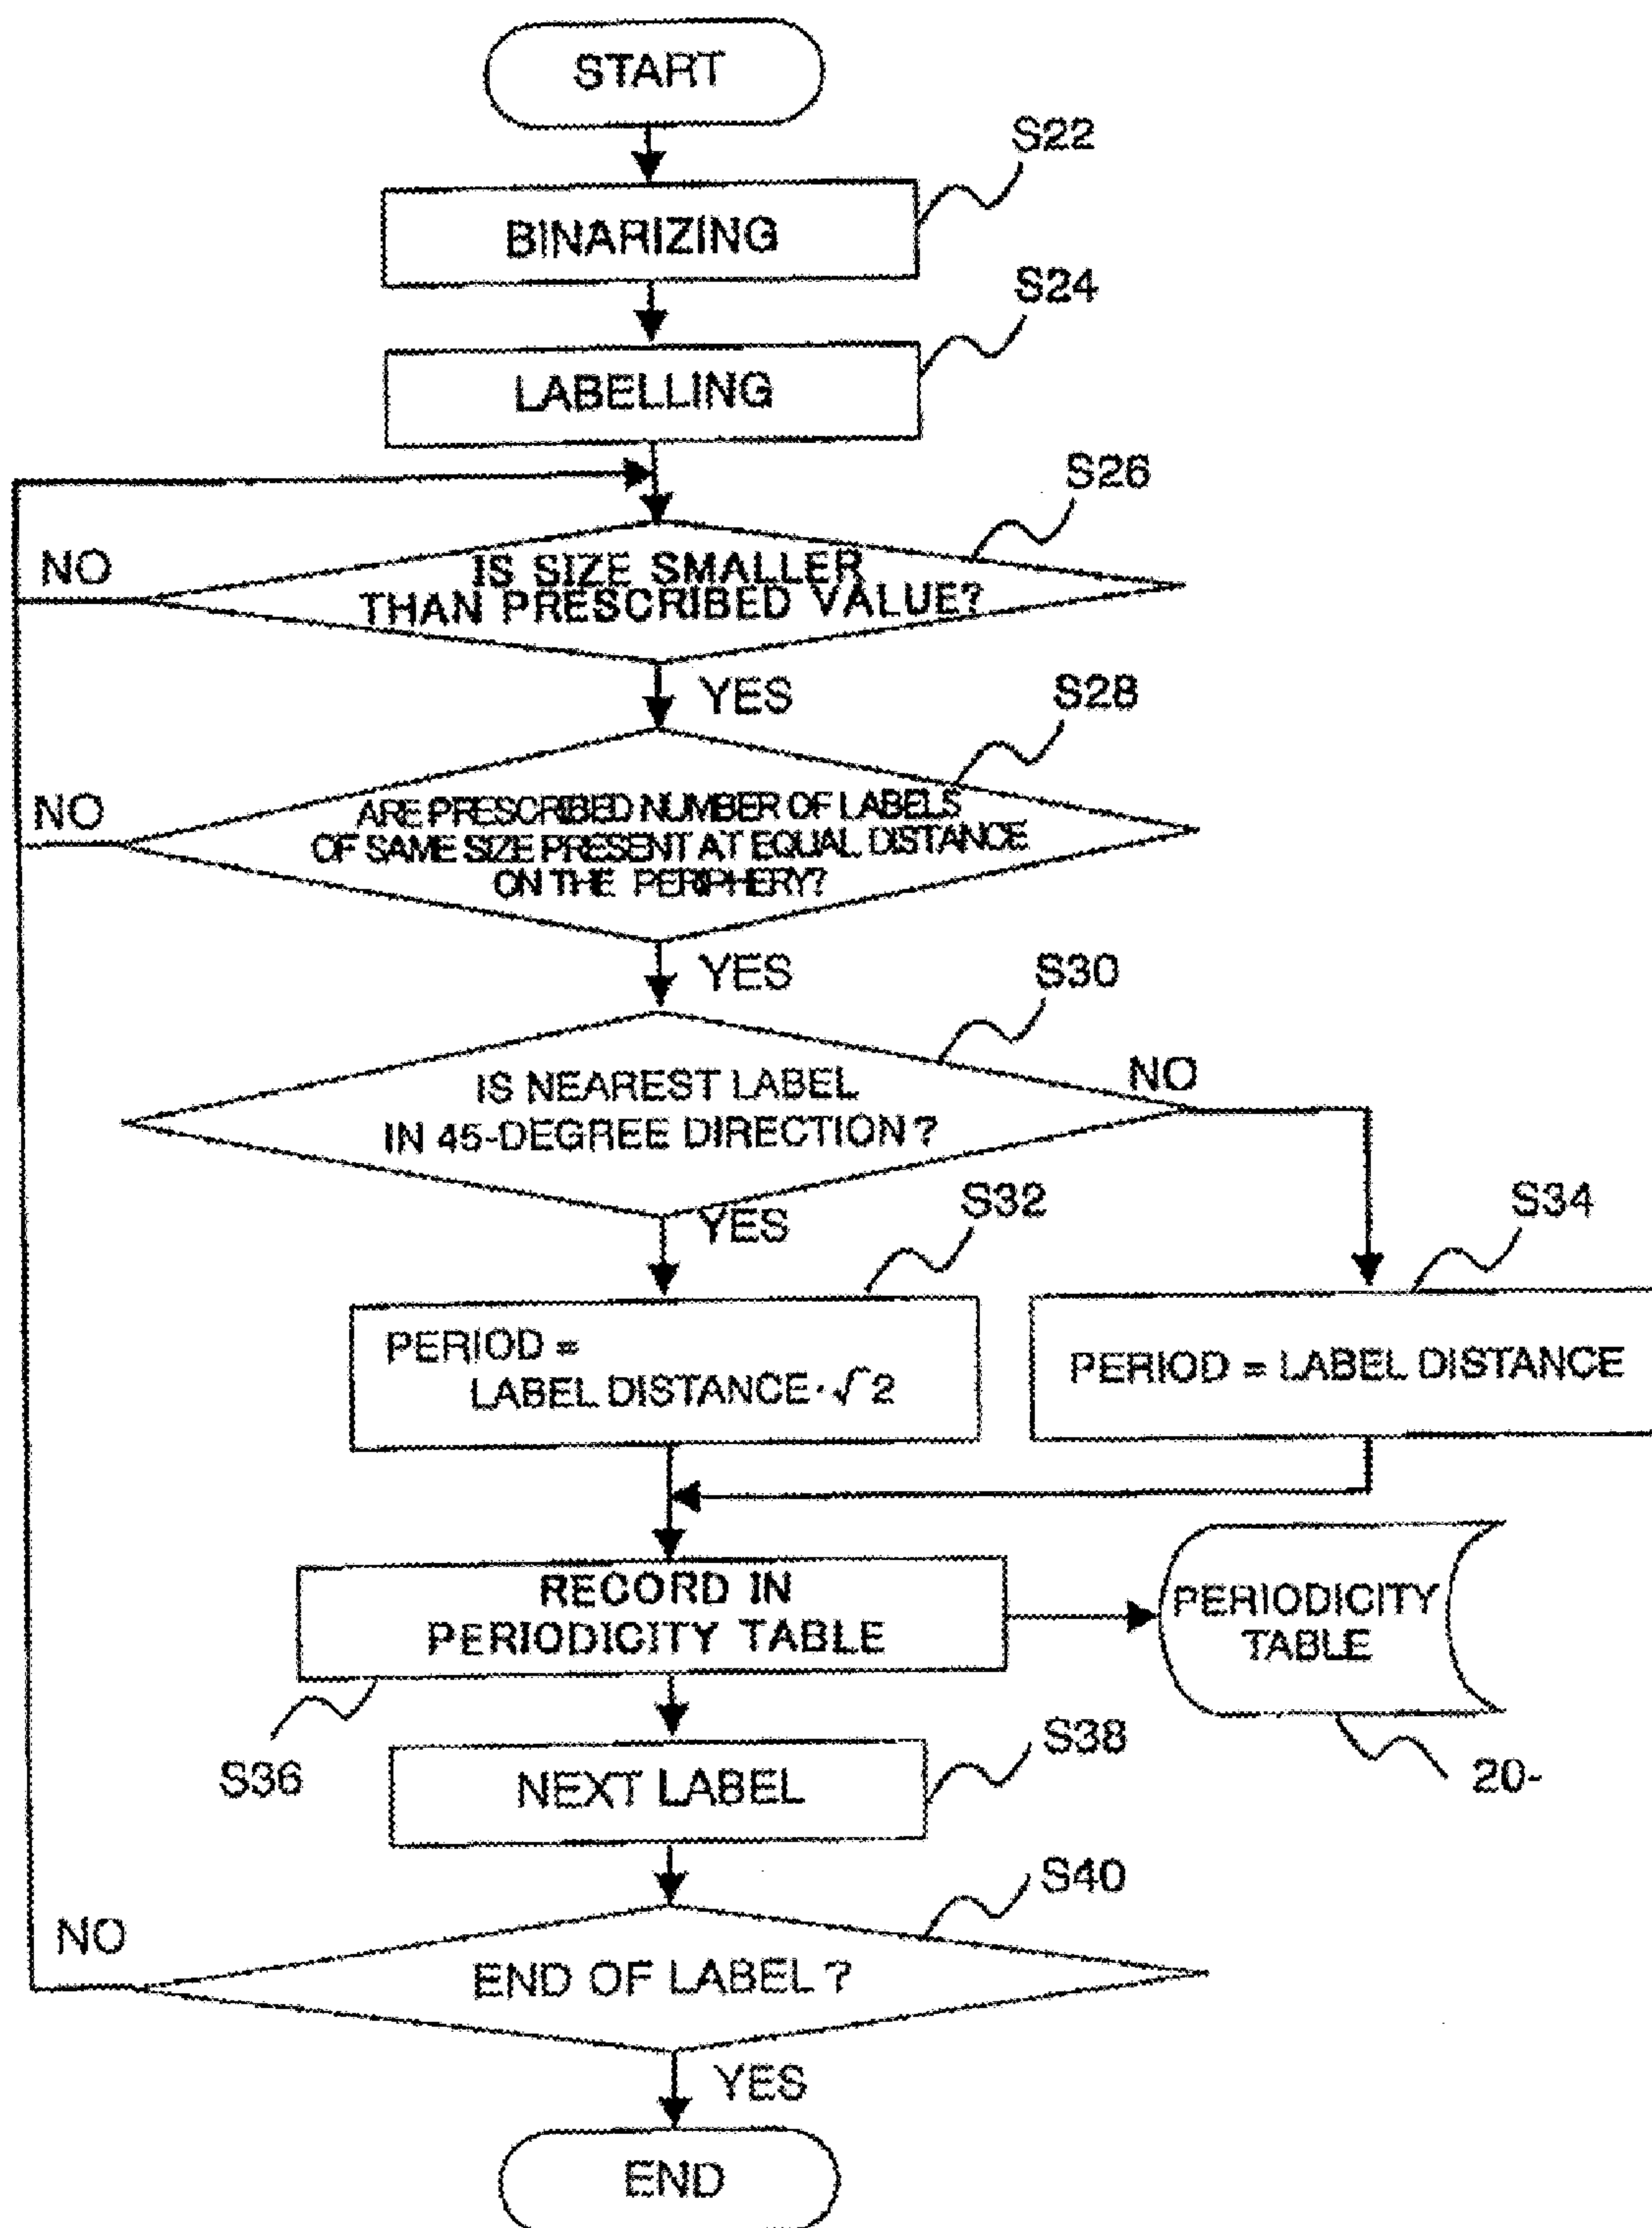 START
S22
BINARIZING
S24
LABELLING
S26
NO
IS SIZE SMALLER
THAN PRESCRIBED VALUE?
YES
S28
NO
ARE PRESCRIBED NUMBER OF LABELS
OF SAME SIZE PRESENT AT EQUAL DISTANCE
ON THE PERIPHERY?
YES
S30
NO
IS NEAREST LABEL
IN 45-DEGREE DIRECTION?
YES
S32
S34
PERIOD =
LABEL DISTANCE·√2
PERIOD = LABEL DISTANCE
RECORD IN
PERIODICITY TABLE
PERIODICITY
TABLE
S36
S38
NEXT LABEL
20-
S40
NO
END OF LABEL?
YES
END